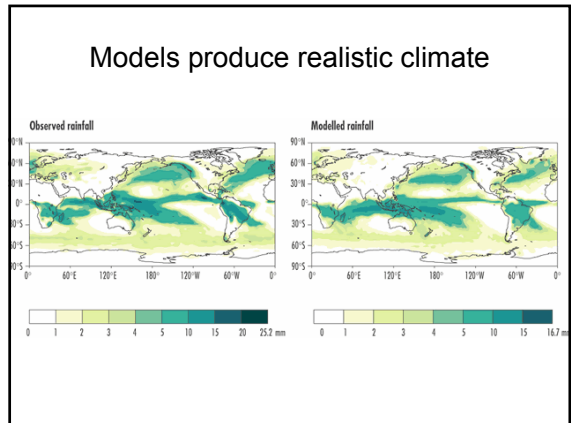 Models produce realistic climate
Observed rainfall
90°N
60°N
30°N
0°
30°S
60°S
90°S
0° 60°E 120°E 180° 120°W 60°W 0°
0 1 2 3 4 5 10 15 20 25.2 mm
Modelled rainfall
90°N
60°N
30°N
0°
30°S
60°S
90°S
0° 60°E 120°E 180° 120°W 60°W 0°
0 1 2 3 4 5 10 15 16.7 mm